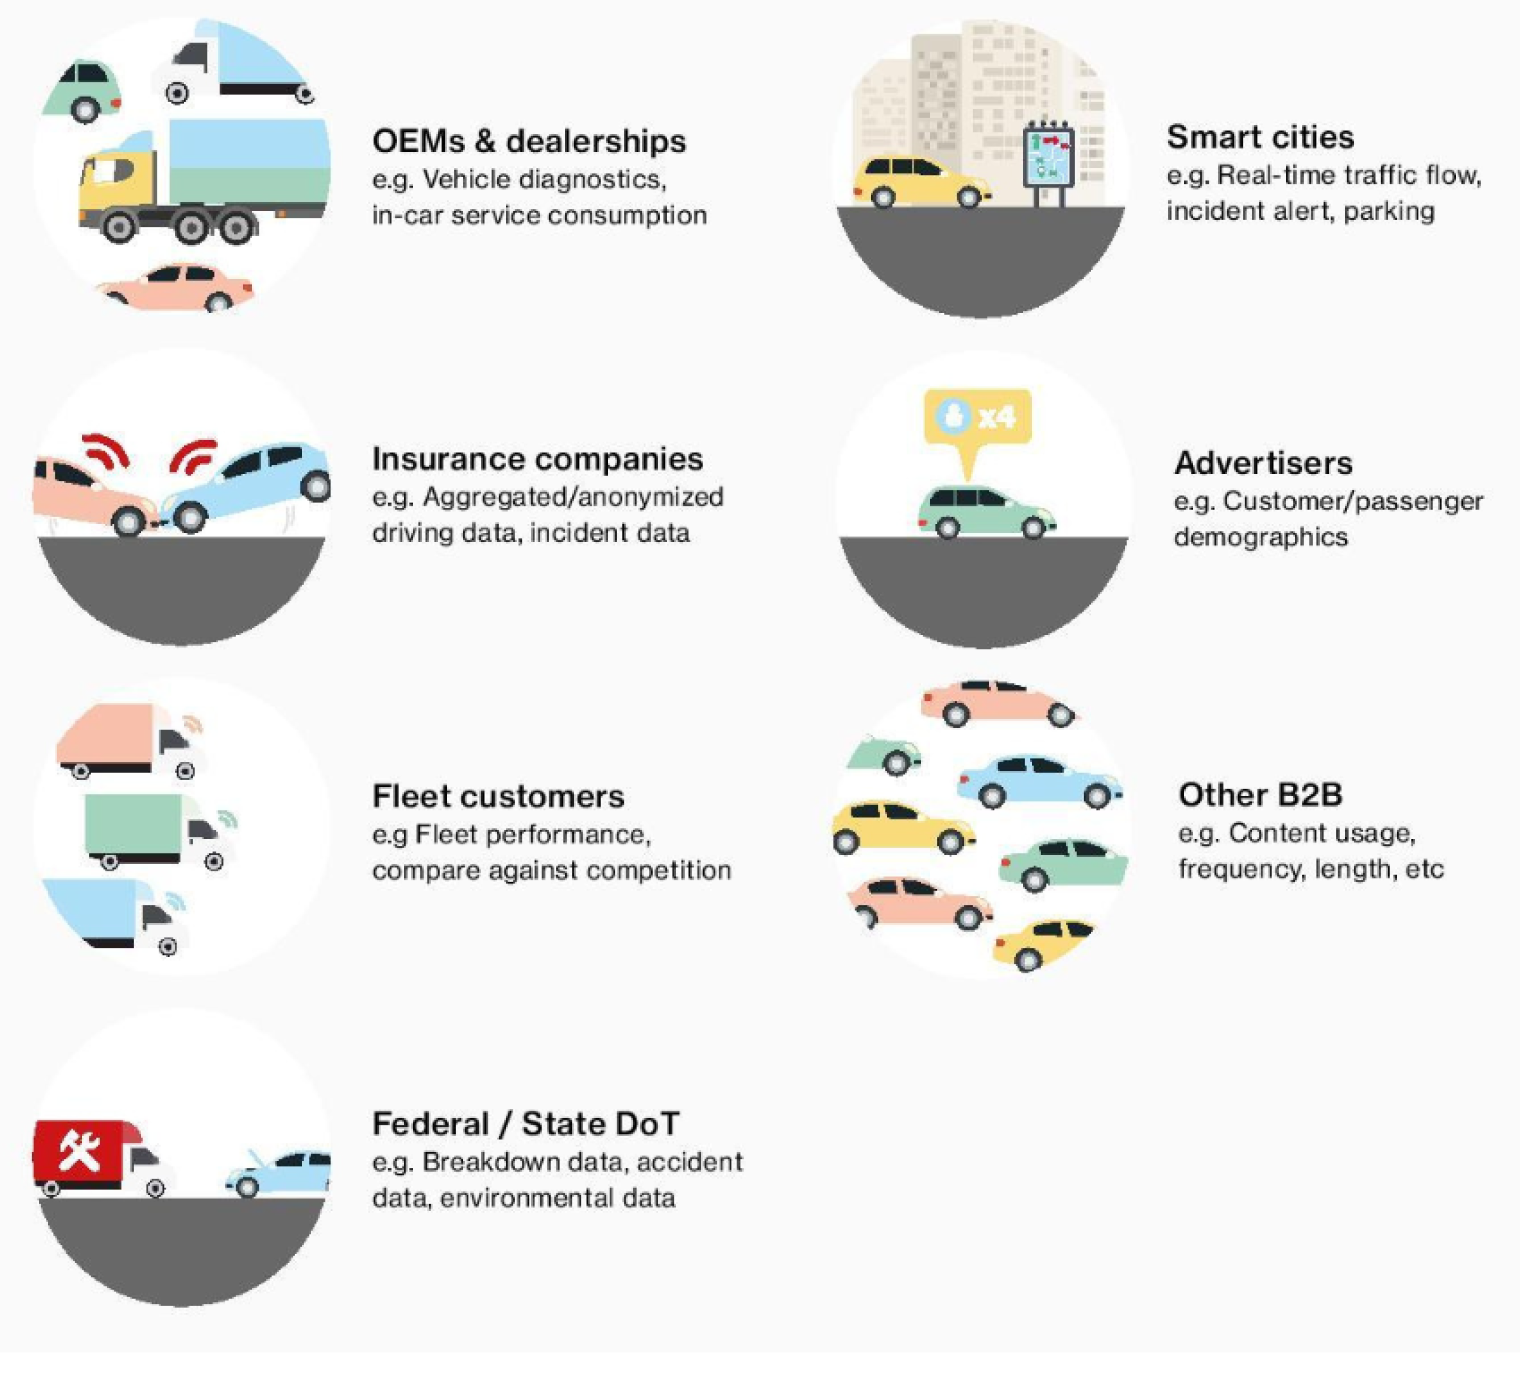 OEMs & dealerships
e.g. Vehicle diagnostics,
in-car service consumption
Smart cities
e.g. Real-time traffic flow,
incident alert, parking
Insurance companies
e.g. Aggregated/anonymized
driving data, incident data
x4
Advertisers
e.g. Customer/passenger
demographics
Fleet customers
e.g Fleet performance,
compare against competition
Other B2B
e.g. Content usage,
frequency, length, etc
Federal / State DoT
e.g. Breakdown data, accident
data, environmental data